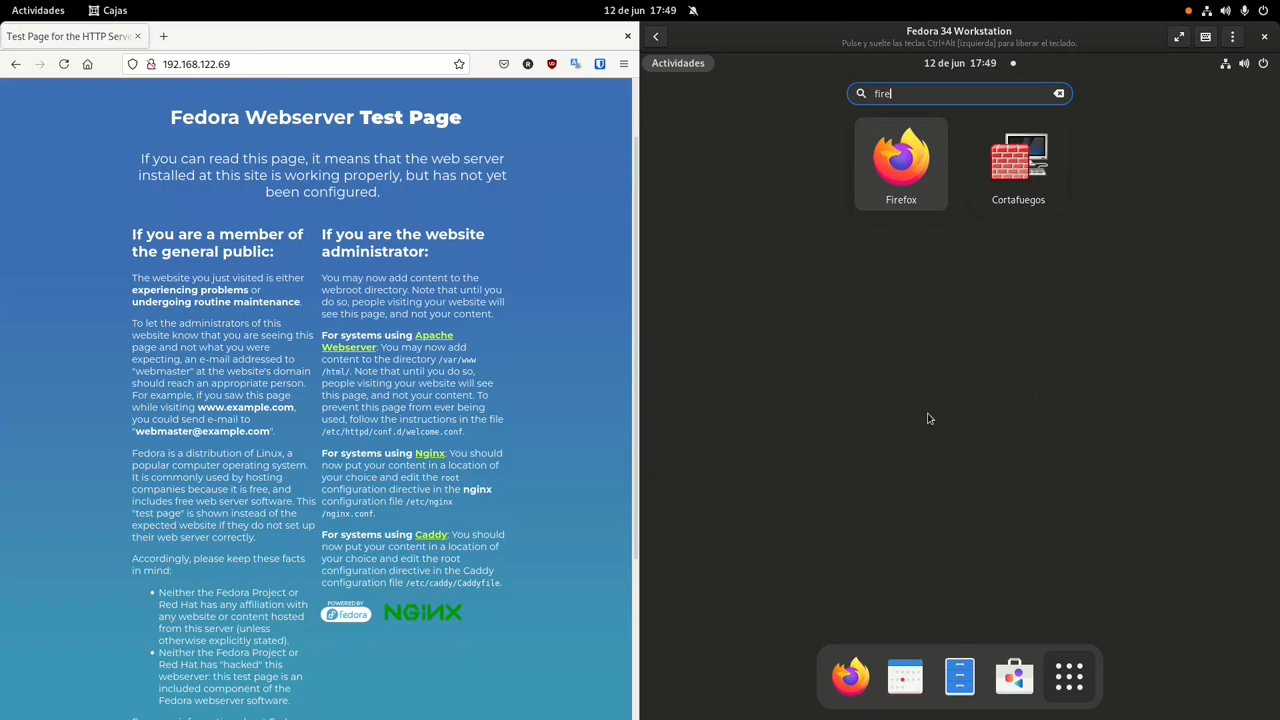 Actividades
Cajas
12 de jun 17:49
Test Page for the HTTP Serve
192.168.122.69
Fedora Webserver Test Page
If you can read this page, it means that the web server
installed at this site is working properly, but has not yet
been configured.
If you are a member of
the general public:
The website you just visited is either
experiencing problems or
undergoing routine maintenance.
To let the administrators of this
website know that you are seeing this
page and not what you were
expecting, an e-mail addressed to
"webmaster" at the website's domain
should reach an appropriate person.
For example, if you saw this page
while visiting www.example.com,
you could send e-mail to
"webmaster@example.com".
Fedora is a distribution of Linux, a
popular computer operating system.
It is commonly used by hosting
companies because it is free, and
includes free web server software. This
"test page" is shown instead of the
expected website if they do not set up
their web server correctly.
Accordingly, please keep these facts
in mind:
Neither the Fedora Project or
Red Hat has any affiliation with
any website or content hosted
from this server (unless
otherwise explicitly stated).
Neither the Fedora Project or
Red Hat has "hacked" this
webserver: this test page is an
included component of the
Fedora webserver software.
If you are the website
administrator:
You may now add content to the
webroot directory. Note that until you
do so, people visiting your website will
see this page, and not your content.
For systems using Apache
Webserver: You may now add
content to the directory /var/www
/html/. Note that until you do so,
people visiting your website will see
this page, and not your content. To
prevent this page from ever being
used, follow the instructions in the file
/etc/httpd/conf.d/welcome.conf.
For systems using Nginx: You should
now put your content in a location of
your choice and edit the root
configuration directive in the nginx
configuration file /etc/nginx
/nginx.conf.
For systems using Caddy: You should
now put your content in a location of
your choice and edit the root
configuration directive in the Caddy
configuration file /etc/caddy/Caddyfile.
POWERED BY
fedora
NGINX
Fedora 34 Workstation
Pulse y suelte las teclas Ctrl+Alt [izquierda] para liberar el teclado.
Actividades
12 de jun 17:49
fire
Firefox
Cortafuegos